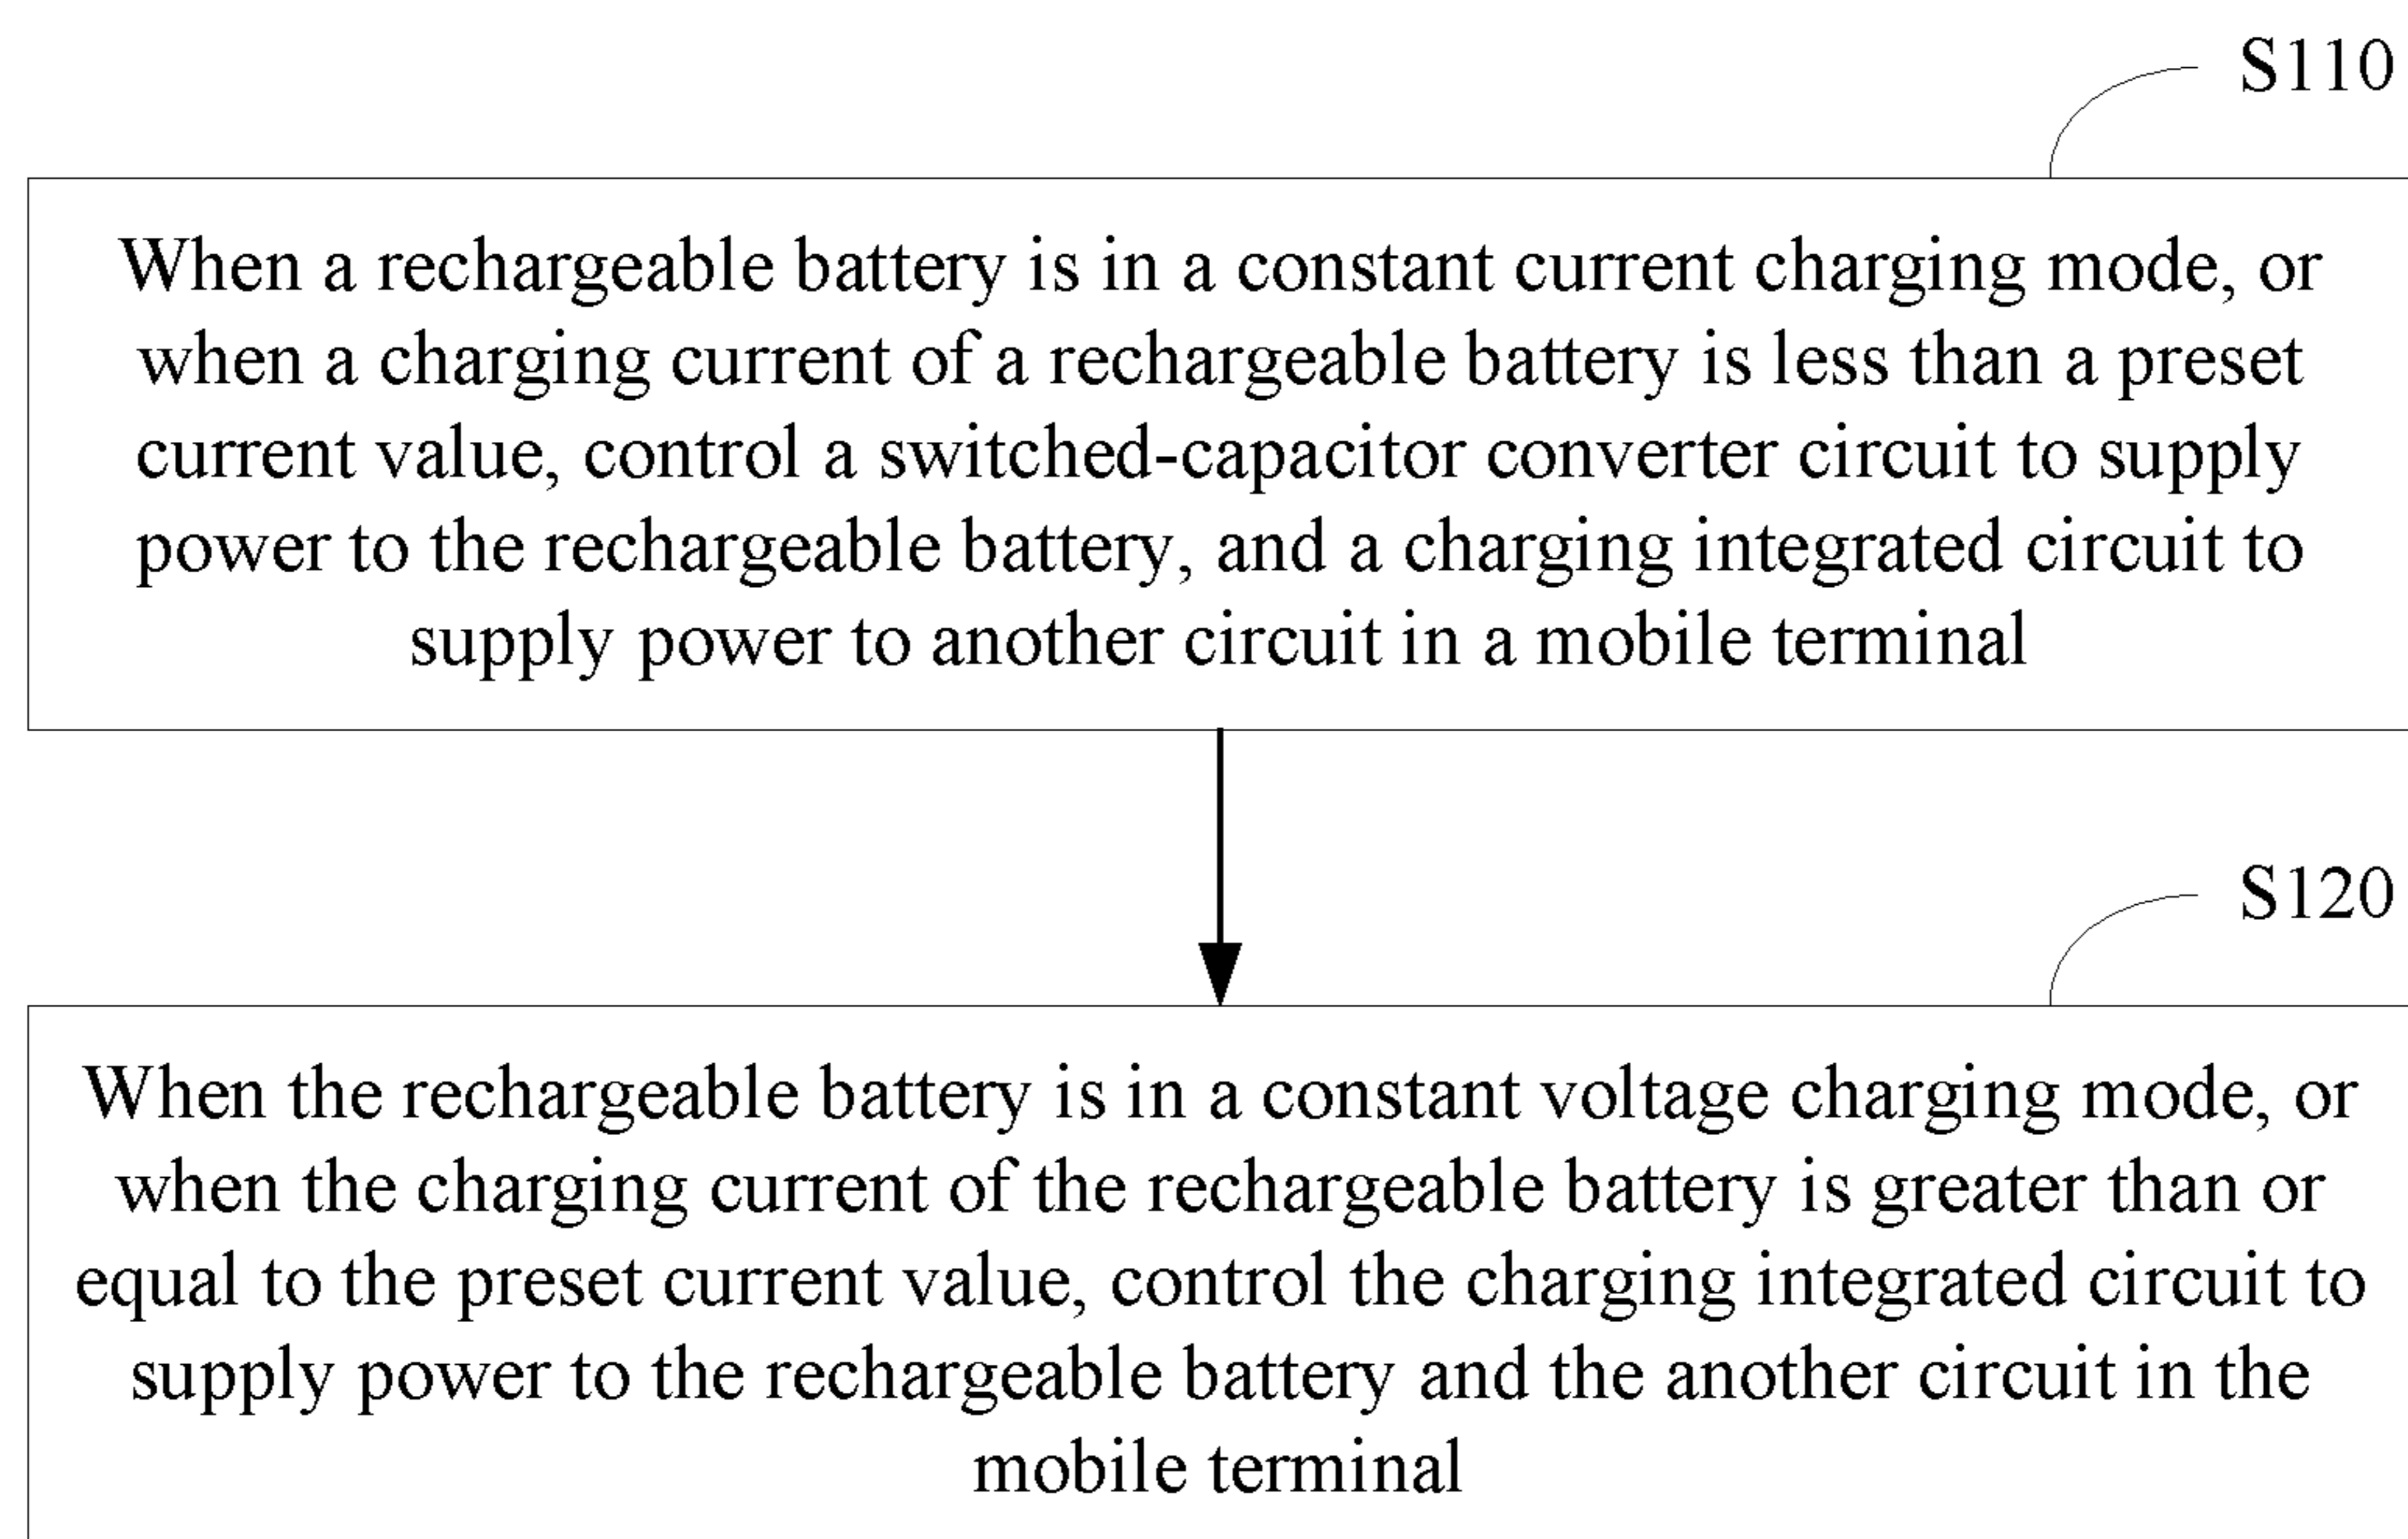 S110
When a rechargeable battery is in a constant current charging mode, or
when a charging current of a rechargeable battery is less than a preset
current value, control a switched-capacitor converter circuit to supply
power to the rechargeable battery, and a charging integrated circuit to
supply power to another circuit in a mobile terminal
S120
When the rechargeable battery is in a constant voltage charging mode, or
when the charging current of the rechargeable battery is greater than or
equal to the preset current value, control the charging integrated circuit to
supply power to the rechargeable battery and the another circuit in the
mobile terminal